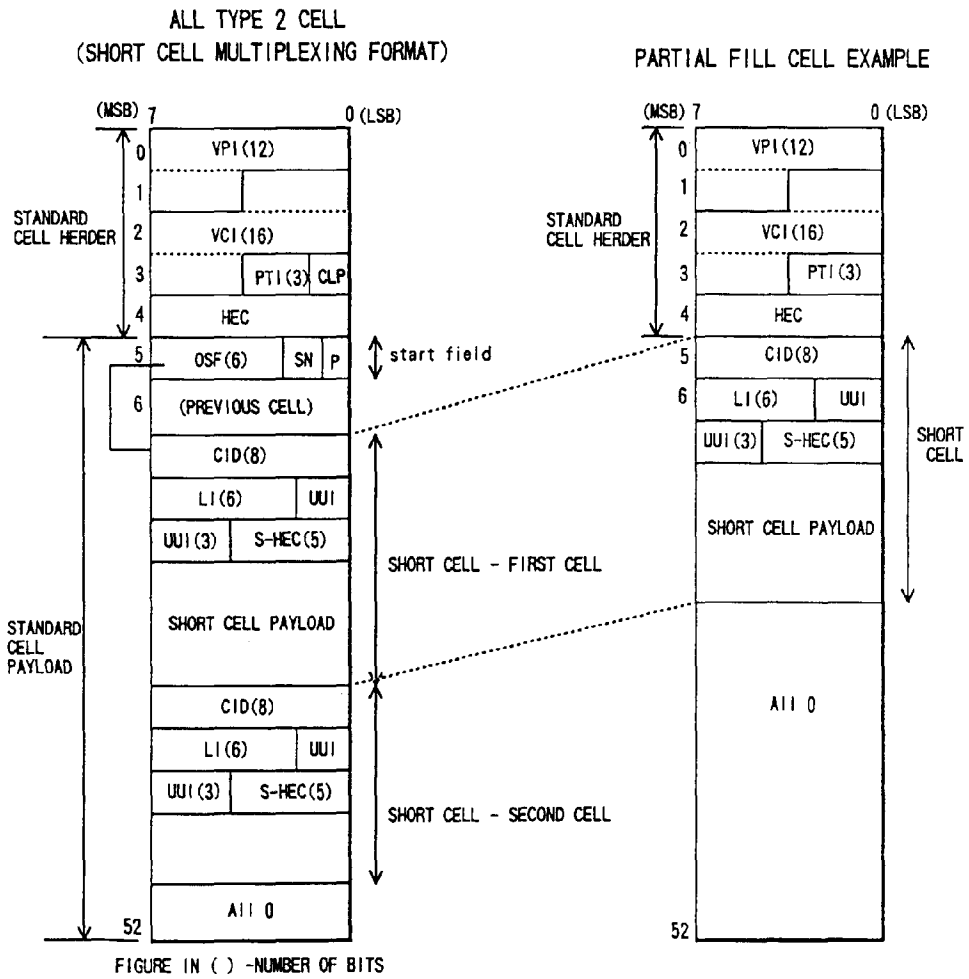 ALL TYPE 2 CELL
(SHORT CELL MULTIPLEXING FORMAT)
(MSB) 7 0 (LSB)
STANDARD
CELL HERDER
0 VPI(12)
1
2 VCI(16)
3 PTI(3) CLP
4 HEC
STANDARD
CELL
PAYLOAD
5 OSF(6) SN P
start field
6 (PREVIOUS CELL)
CID(8)
LI(6) UUI
UUI(3) S-HEC(5)
SHORT CELL PAYLOAD
SHORT CELL - FIRST CELL
CID(8)
LI(6) UUI
UUI(3) S-HEC(5)
SHORT CELL - SECOND CELL
All 0
52
FIGURE IN ( ) -NUMBER OF BITS
PARTIAL FILL CELL EXAMPLE
(MSB) 7 0 (LSB)
STANDARD
CELL HERDER
0 VPI(12)
1
2 VCI(16)
3 PTI(3)
4 HEC
5 CID(8)
6 LI(6) UUI
UUI(3) S-HEC(5)
SHORT CELL PAYLOAD
SHORT
CELL
All 0
52